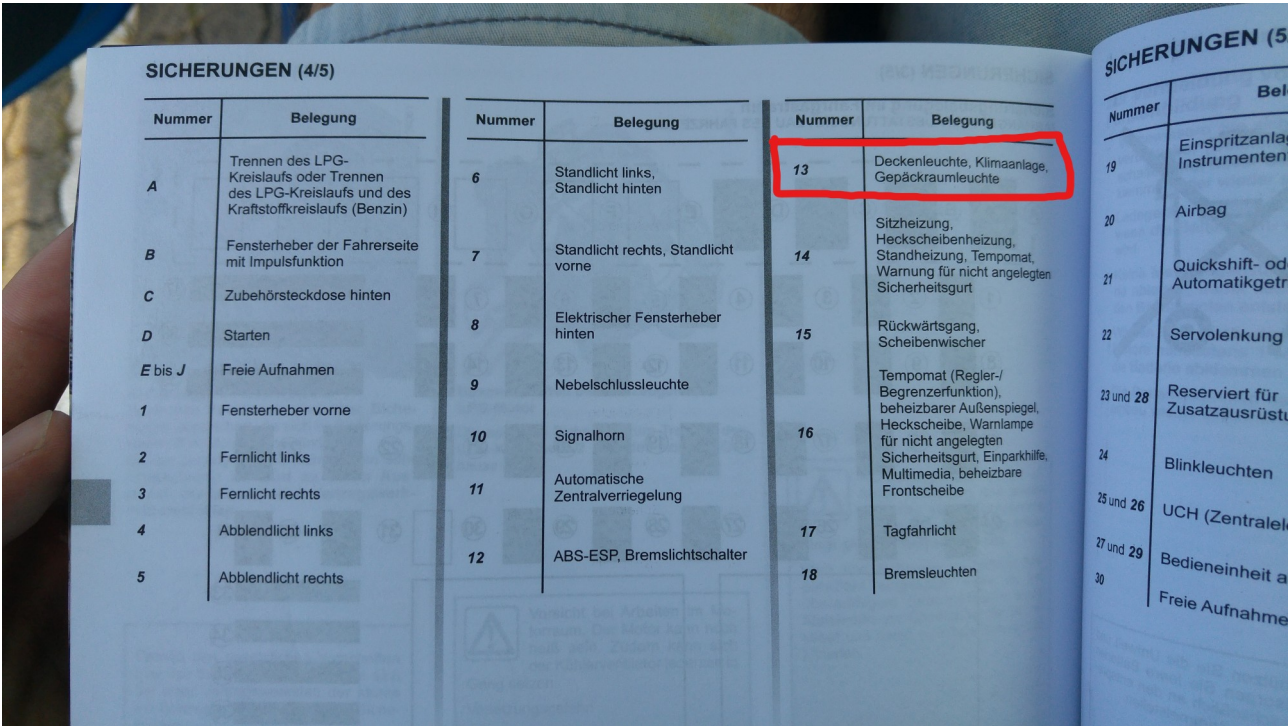 SICHERUNGEN (4/5)
Nummer Belegung
A Trennen des LPG-
Kreislaufs oder Trennen
des LPG-Kreislaufs und des
Kraftstoffkreislaufs (Benzin)
B Fensterheber der Fahrerseite
mit Impulsfunktion
C Zubehörsteckdose hinten
D Starten
E bis J Freie Aufnahmen
1 Fensterheber vorne
2 Fernlicht links
3 Fernlicht rechts
4 Abblendlicht links
5 Abblendlicht rechts
Nummer Belegung
6 Standlicht links,
Standlicht hinten
7 Standlicht rechts, Standlicht
vorne
8 Elektrischer Fensterheber
hinten
9 Nebelschlussleuchte
10 Signalhorn
11 Automatische
Zentralverriegelung
12 ABS-ESP, Bremslichtschalter
Nummer Belegung
13 Deckenleuchte, Klimaanlage,
Gepäckraumleuchte
14 Sitzheizung,
Heckscheibenheizung,
Standheizung, Tempomat,
Warnung für nicht angelegten
Sicherheitsgurt
15 Rückwärtsgang,
Scheibenwischer
16 Tempomat (Regler-/
Begrenzerfunktion),
beheizbarer Außenspiegel,
Heckscheibe, Warnlampe
für nicht angelegten
Sicherheitsgurt, Einparkhilfe,
Multimedia, beheizbare
Frontscheibe
17 Tagfahrlicht
18 Bremsleuchten
SICHERUNGEN (5
Nummer Bel
19 Einspritzanla
Instrumenten
20 Airbag
21 Quickshift- od
Automatikgetr
22 Servolenkung
23 und 28 Reserviert für
Zusatzausrüstu
24 Blinkleuchten
25 und 26 UCH (Zentralel
27 und 29 Bedieneinheit a
30 Freie Aufnahme